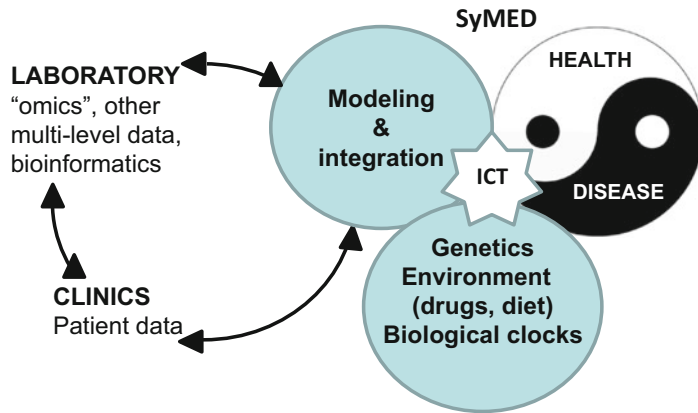 SyMED
LABORATORY
“omics”, other
multi-level data,
bioinformatics
CLINICS
Patient data
Modeling
&
integration
HEALTH
DISEASE
ICT
Genetics
Environment
(drugs, diet)
Biological clocks